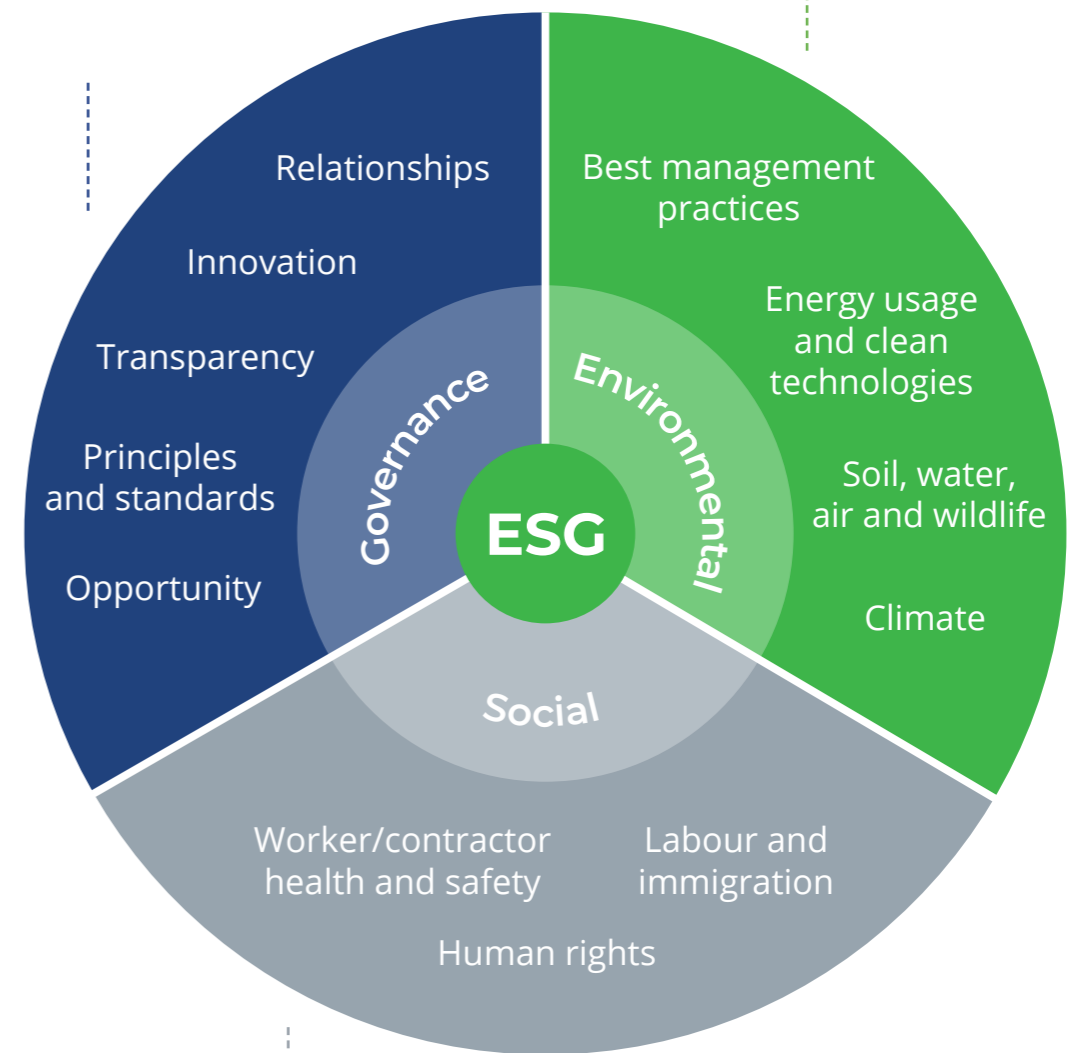 ESG
Environmental
Best management
practices
Energy usage
and clean
technologies
Soil, water,
air and wildlife
Climate
Social
Worker/contractor
health and safety
Labour and
immigration
Human rights
Governance
Relationships
Innovation
Transparency
Principles
and standards
Opportunity